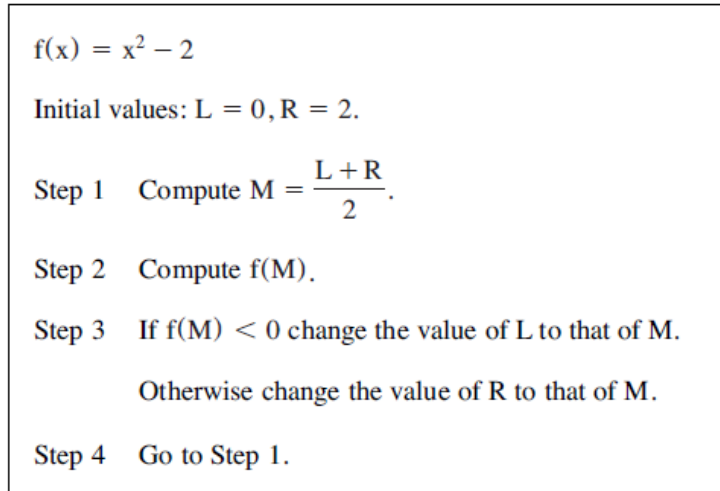 f(x) = x² – 2
Initial values: L = 0, R = 2.
Step 1 Compute M = (L + R)/2.
Step 2 Compute f(M).
Step 3 If f(M) < 0 change the value of L to that of M.
Otherwise change the value of R to that of M.
Step 4 Go to Step 1.